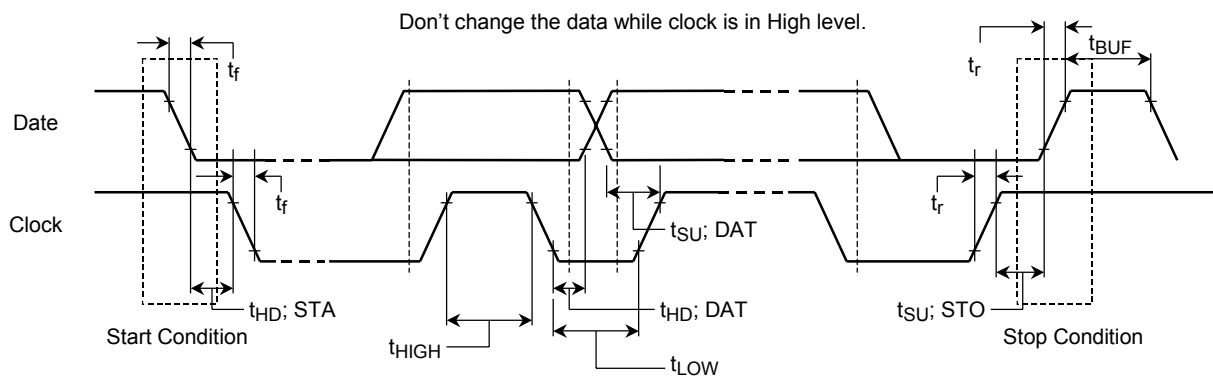 Don't change the data while clock is in High level.
tf
tr
tBUF
Date
tf
tr
Clock
tSU; DAT
tHD; STA
tHD; DAT
tSU; STO
Start Condition
tHIGH
Stop Condition
tLOW